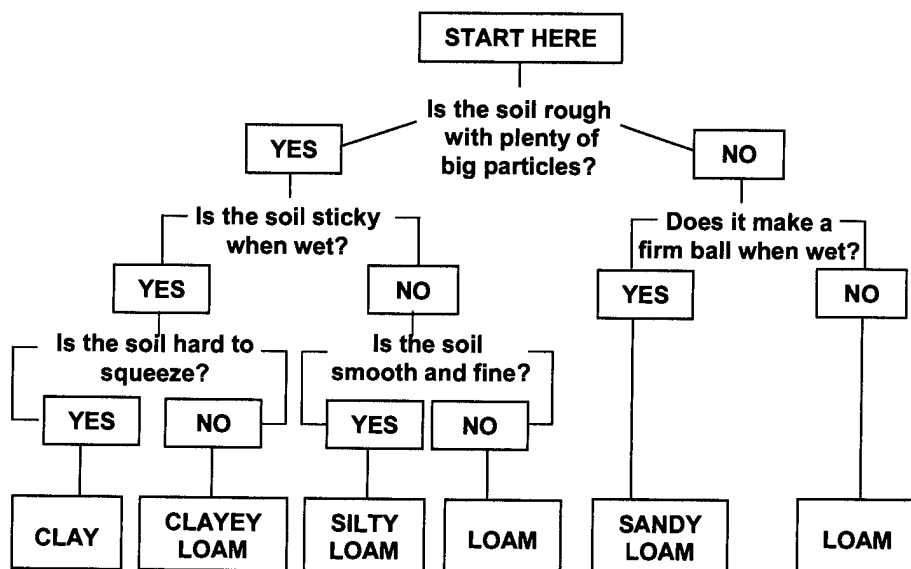 START HERE
Is the soil rough
with plenty of
big particles?
YES
NO
Is the soil sticky
when wet?
Does it make a
firm ball when wet?
YES
NO
YES
NO
Is the soil hard to
squeeze?
Is the soil
smooth and fine?
YES
NO
YES
NO
CLAY
CLAYEY
LOAM
SILTY
LOAM
LOAM
SANDY
LOAM
LOAM